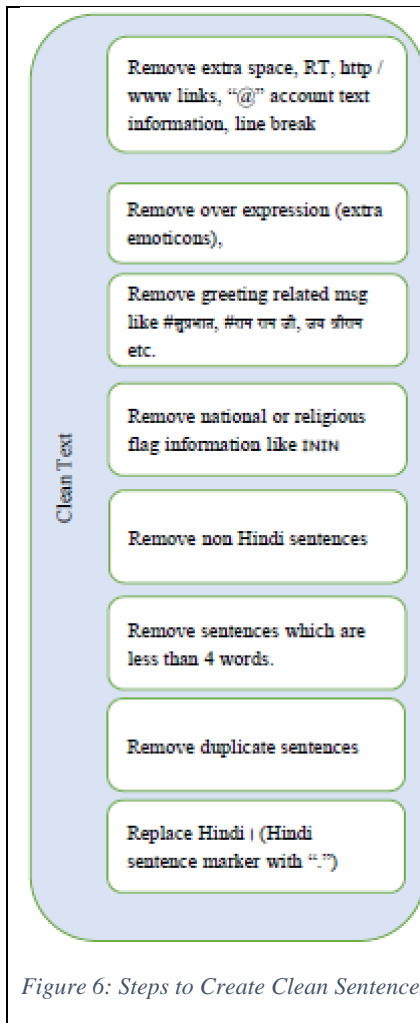 Clean Text
Remove extra space, RT, http /
www links, “@” account text
information, line break
Remove over expression (extra
emoticons),
Remove greeting related msg
like #सुप्रभात, #राम राम जी, जय श्रीराम
etc.
Remove national or religious
flag information like ININ
Remove non Hindi sentences
Remove sentences which are
less than 4 words.
Remove duplicate sentences
Replace Hindi । (Hindi
sentence marker with “.”)
Figure 6: Steps to Create Clean Sentence